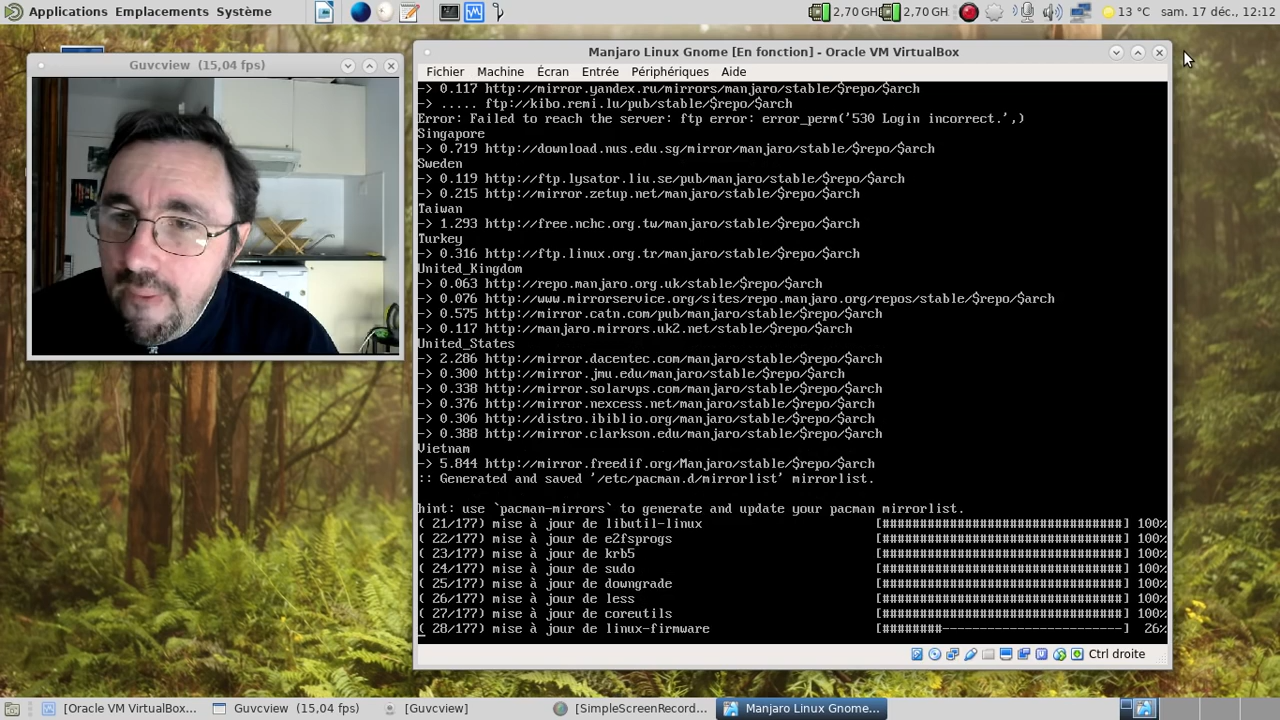 Applications Emplacements Système
2,70 GH 2,70 GH 13 °C sam. 17 déc., 12:12
Guvcview (15,04 fps)
Manjaro Linux Gnome [En fonction] - Oracle VM VirtualBox
Fichier Machine Écran Entrée Périphériques Aide
-> 0.117 http://mirror.yandex.ru/mirrors/manjaro/stable/$repo/$arch
-> ..... ftp://kibo.remi.lu/pub/stable/$repo/$arch
Error: Failed to reach the server: ftp error: error_perm('530 Login incorrect.',)
Singapore
-> 0.719 http://download.nus.edu.sg/mirror/manjaro/stable/$repo/$arch
Sweden
-> 0.119 http://ftp.lysator.liu.se/pub/manjaro/stable/$repo/$arch
-> 0.215 http://mirror.zetup.net/manjaro/stable/$repo/$arch
Taiwan
-> 1.293 http://free.nchc.org.tw/manjaro/stable/$repo/$arch
Turkey
-> 0.316 http://ftp.linux.org.tr/manjaro/stable/$repo/$arch
United_Kingdom
-> 0.063 http://repo.manjaro.org.uk/stable/$repo/$arch
-> 0.076 http://www.mirrorservice.org/sites/repo.manjaro.org/repos/stable/$repo/$arch
-> 0.575 http://mirror.catn.com/pub/manjaro/stable/$repo/$arch
-> 0.117 http://manjaro.mirrors.uk2.net/stable/$repo/$arch
United_States
-> 2.286 http://mirror.dacentec.com/manjaro/stable/$repo/$arch
-> 0.300 http://mirror.jmu.edu/manjaro/stable/$repo/$arch
-> 0.338 http://mirror.solarvps.com/manjaro/stable/$repo/$arch
-> 0.376 http://mirror.nexcess.net/manjaro/stable/$repo/$arch
-> 0.306 http://distro.ibiblio.org/manjaro/stable/$repo/$arch
-> 0.388 http://mirror.clarkson.edu/manjaro/stable/$repo/$arch
Vietnam
-> 5.844 http://mirror.freedif.org/Manjaro/stable/$repo/$arch
:: Generated and saved '/etc/pacman.d/mirrorlist' mirrorlist.
hint: use `pacman-mirrors` to generate and update your pacman mirrorlist.
( 21/177) mise à jour de libutil-linux [################################] 100%
( 22/177) mise à jour de e2fsprogs [################################] 100%
( 23/177) mise à jour de krb5 [################################] 100%
( 24/177) mise à jour de sudo [################################] 100%
( 25/177) mise à jour de downgrade [################################] 100%
( 26/177) mise à jour de less [################################] 100%
( 27/177) mise à jour de coreutils [################################] 100%
( 28/177) mise à jour de linux-firmware [########------------------------] 26%
Ctrl droite
[Oracle VM VirtualBox... Guvcview (15,04 fps) [Guvcview] [SimpleScreenRecord... Manjaro Linux Gnome...